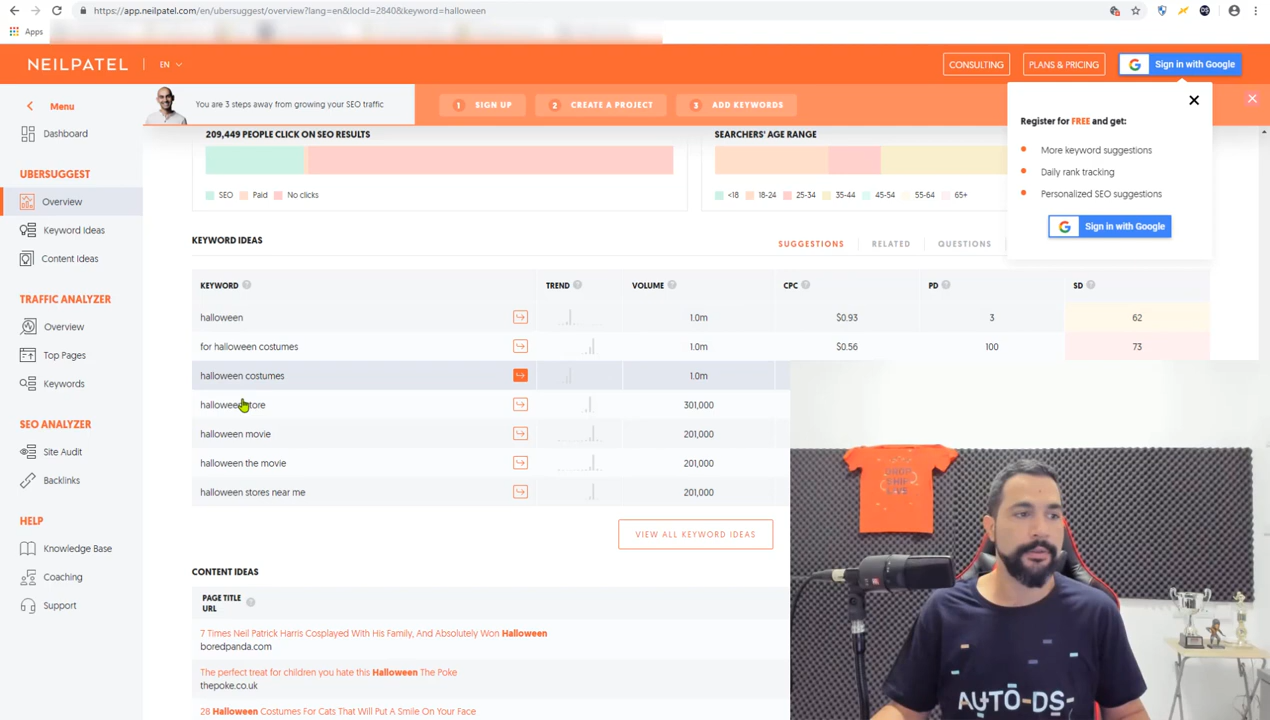 https://app.neilpatel.com/en/ubersuggest/overview?lang=en&locId=2840&keyword=halloween
Apps
NEILPATEL
EN
CONSULTING
PLANS & PRICING
Sign in with Google
Menu
You are 3 steps away from growing your SEO traffic
1 SIGN UP
2 CREATE A PROJECT
3 ADD KEYWORDS
Register for FREE and get:
More keyword suggestions
Daily rank tracking
Personalized SEO suggestions
Sign in with Google
Dashboard
UBERSUGGEST
Overview
Keyword Ideas
Content Ideas
TRAFFIC ANALYZER
Overview
Top Pages
Keywords
SEO ANALYZER
Site Audit
Backlinks
HELP
Knowledge Base
Coaching
Support
209,449 PEOPLE CLICK ON SEO RESULTS
SEO Paid No clicks
SEARCHERS' AGE RANGE
<18 18-24 25-34 35-44 45-54 55-64 65+
KEYWORD IDEAS
SUGGESTIONS RELATED QUESTIONS
KEYWORD TREND VOLUME CPC PD SD
halloween 1.0m $0.93 3 62
for halloween costumes 1.0m $0.56 100 73
halloween costumes 1.0m
halloween store 301,000
halloween movie 201,000
halloween the movie 201,000
halloween stores near me 201,000
VIEW ALL KEYWORD IDEAS
CONTENT IDEAS
PAGE TITLE
URL
7 Times Neil Patrick Harris Cosplayed With His Family, And Absolutely Won Halloween
boredpanda.com
The perfect treat for children you hate this Halloween The Poke
thepoke.co.uk
28 Halloween Costumes For Cats That Will Put A Smile On Your Face
AUTO-DS